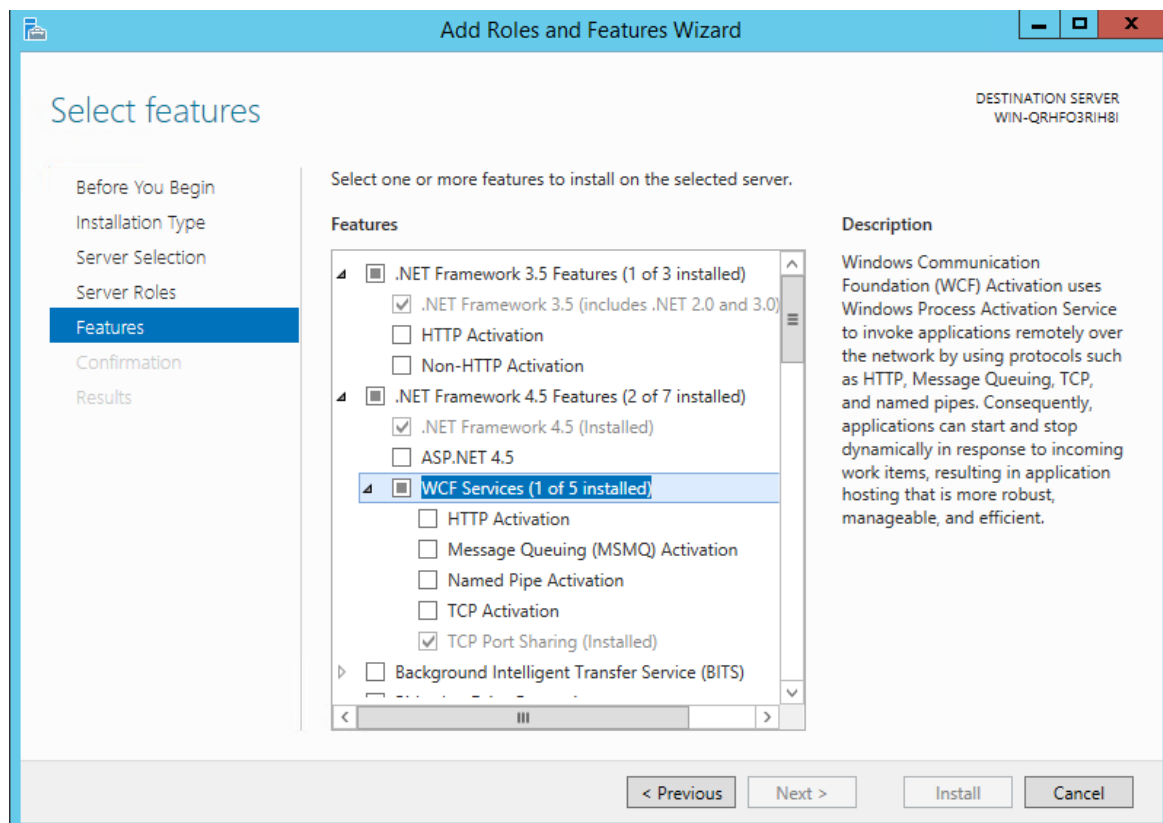 Add Roles and Features Wizard
Select features
DESTINATION SERVER
WIN-QRHFO3RIH8I
Before You Begin
Installation Type
Server Selection
Server Roles
Features
Confirmation
Results
Select one or more features to install on the selected server.
Features
.NET Framework 3.5 Features (1 of 3 installed)
.NET Framework 3.5 (includes .NET 2.0 and 3.0)
HTTP Activation
Non-HTTP Activation
.NET Framework 4.5 Features (2 of 7 installed)
.NET Framework 4.5 (Installed)
ASP.NET 4.5
WCF Services (1 of 5 installed)
HTTP Activation
Message Queuing (MSMQ) Activation
Named Pipe Activation
TCP Activation
TCP Port Sharing (Installed)
Background Intelligent Transfer Service (BITS)
Description
Windows Communication
Foundation (WCF) Activation uses
Windows Process Activation Service
to invoke applications remotely over
the network by using protocols such
as HTTP, Message Queuing, TCP,
and named pipes. Consequently,
applications can start and stop
dynamically in response to incoming
work items, resulting in application
hosting that is more robust,
manageable, and efficient.
< Previous
Next >
Install
Cancel